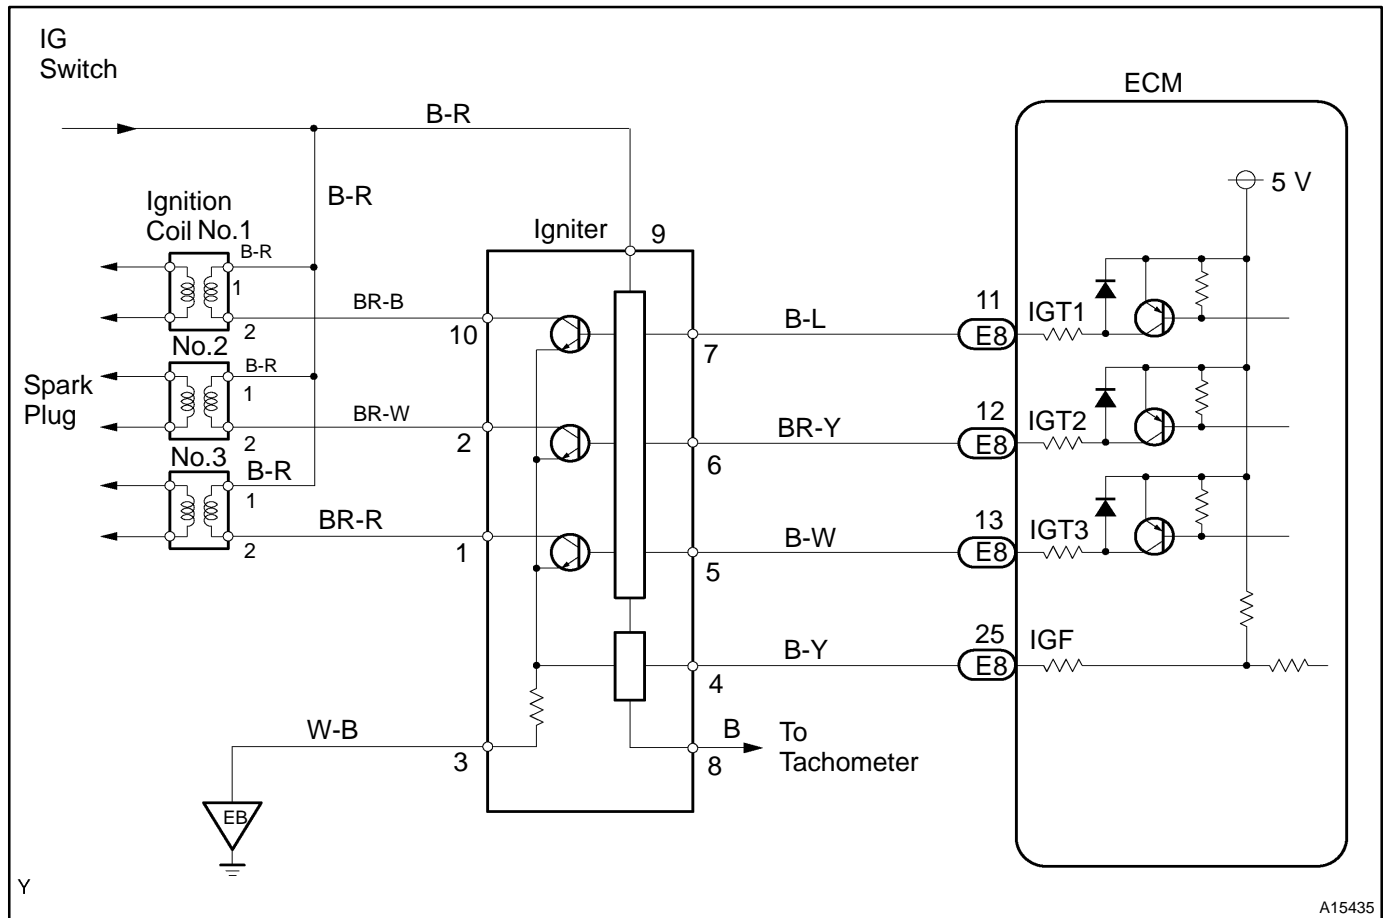 IG
Switch
ECM
B-R
5 V
B-R
Ignition
Coil No.1
Igniter
9
B-R
1
BR-B
11
IGT1
B-L
E8
2
10
7
No.2
B-R
Spark
Plug
1
BR-W
12
IGT2
BR-Y
E8
2
2
6
No.3
B-R
1
BR-R
13
IGT3
B-W
E8
2
1
5
25
IGF
B-Y
E8
4
W-B
B
To
Tachometer
3
8
EB
Y
A15435